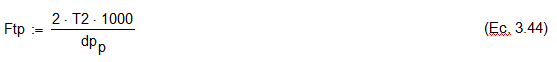 Ftp := 2 · T2 · 1000 / dp_p (Ec. 3.44)